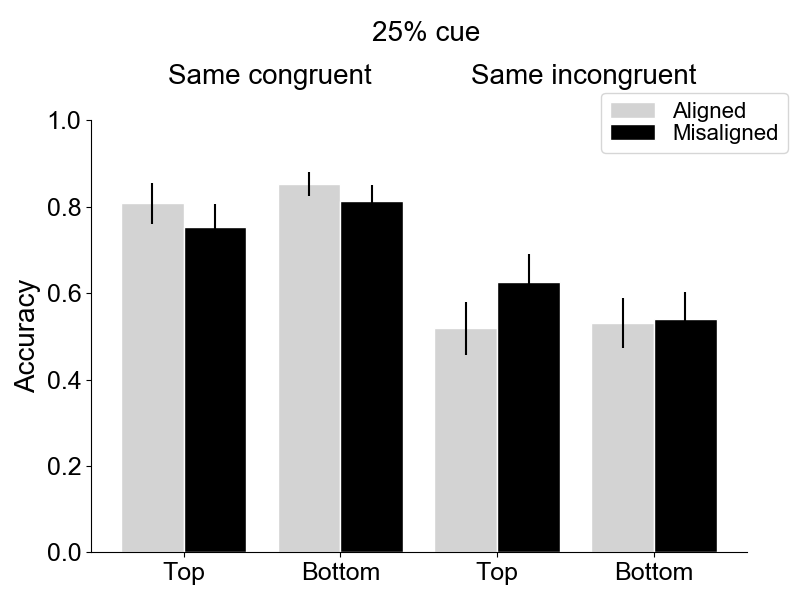 25% cue
Same congruent
Same incongruent
Aligned
Misaligned
1.0
0.8
0.6
0.4
0.2
0.0
Accuracy
Top
Bottom
Top
Bottom